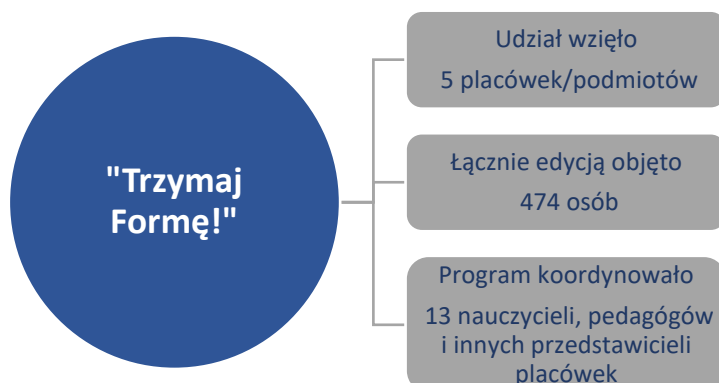 "Trzymaj
Formę!"
Udział wzięło
5 placówek/podmiotów
Łącznie edycją objęto
474 osób
Program koordynowało
13 nauczycieli, pedagógów
i innych przedstawicieli
placówek